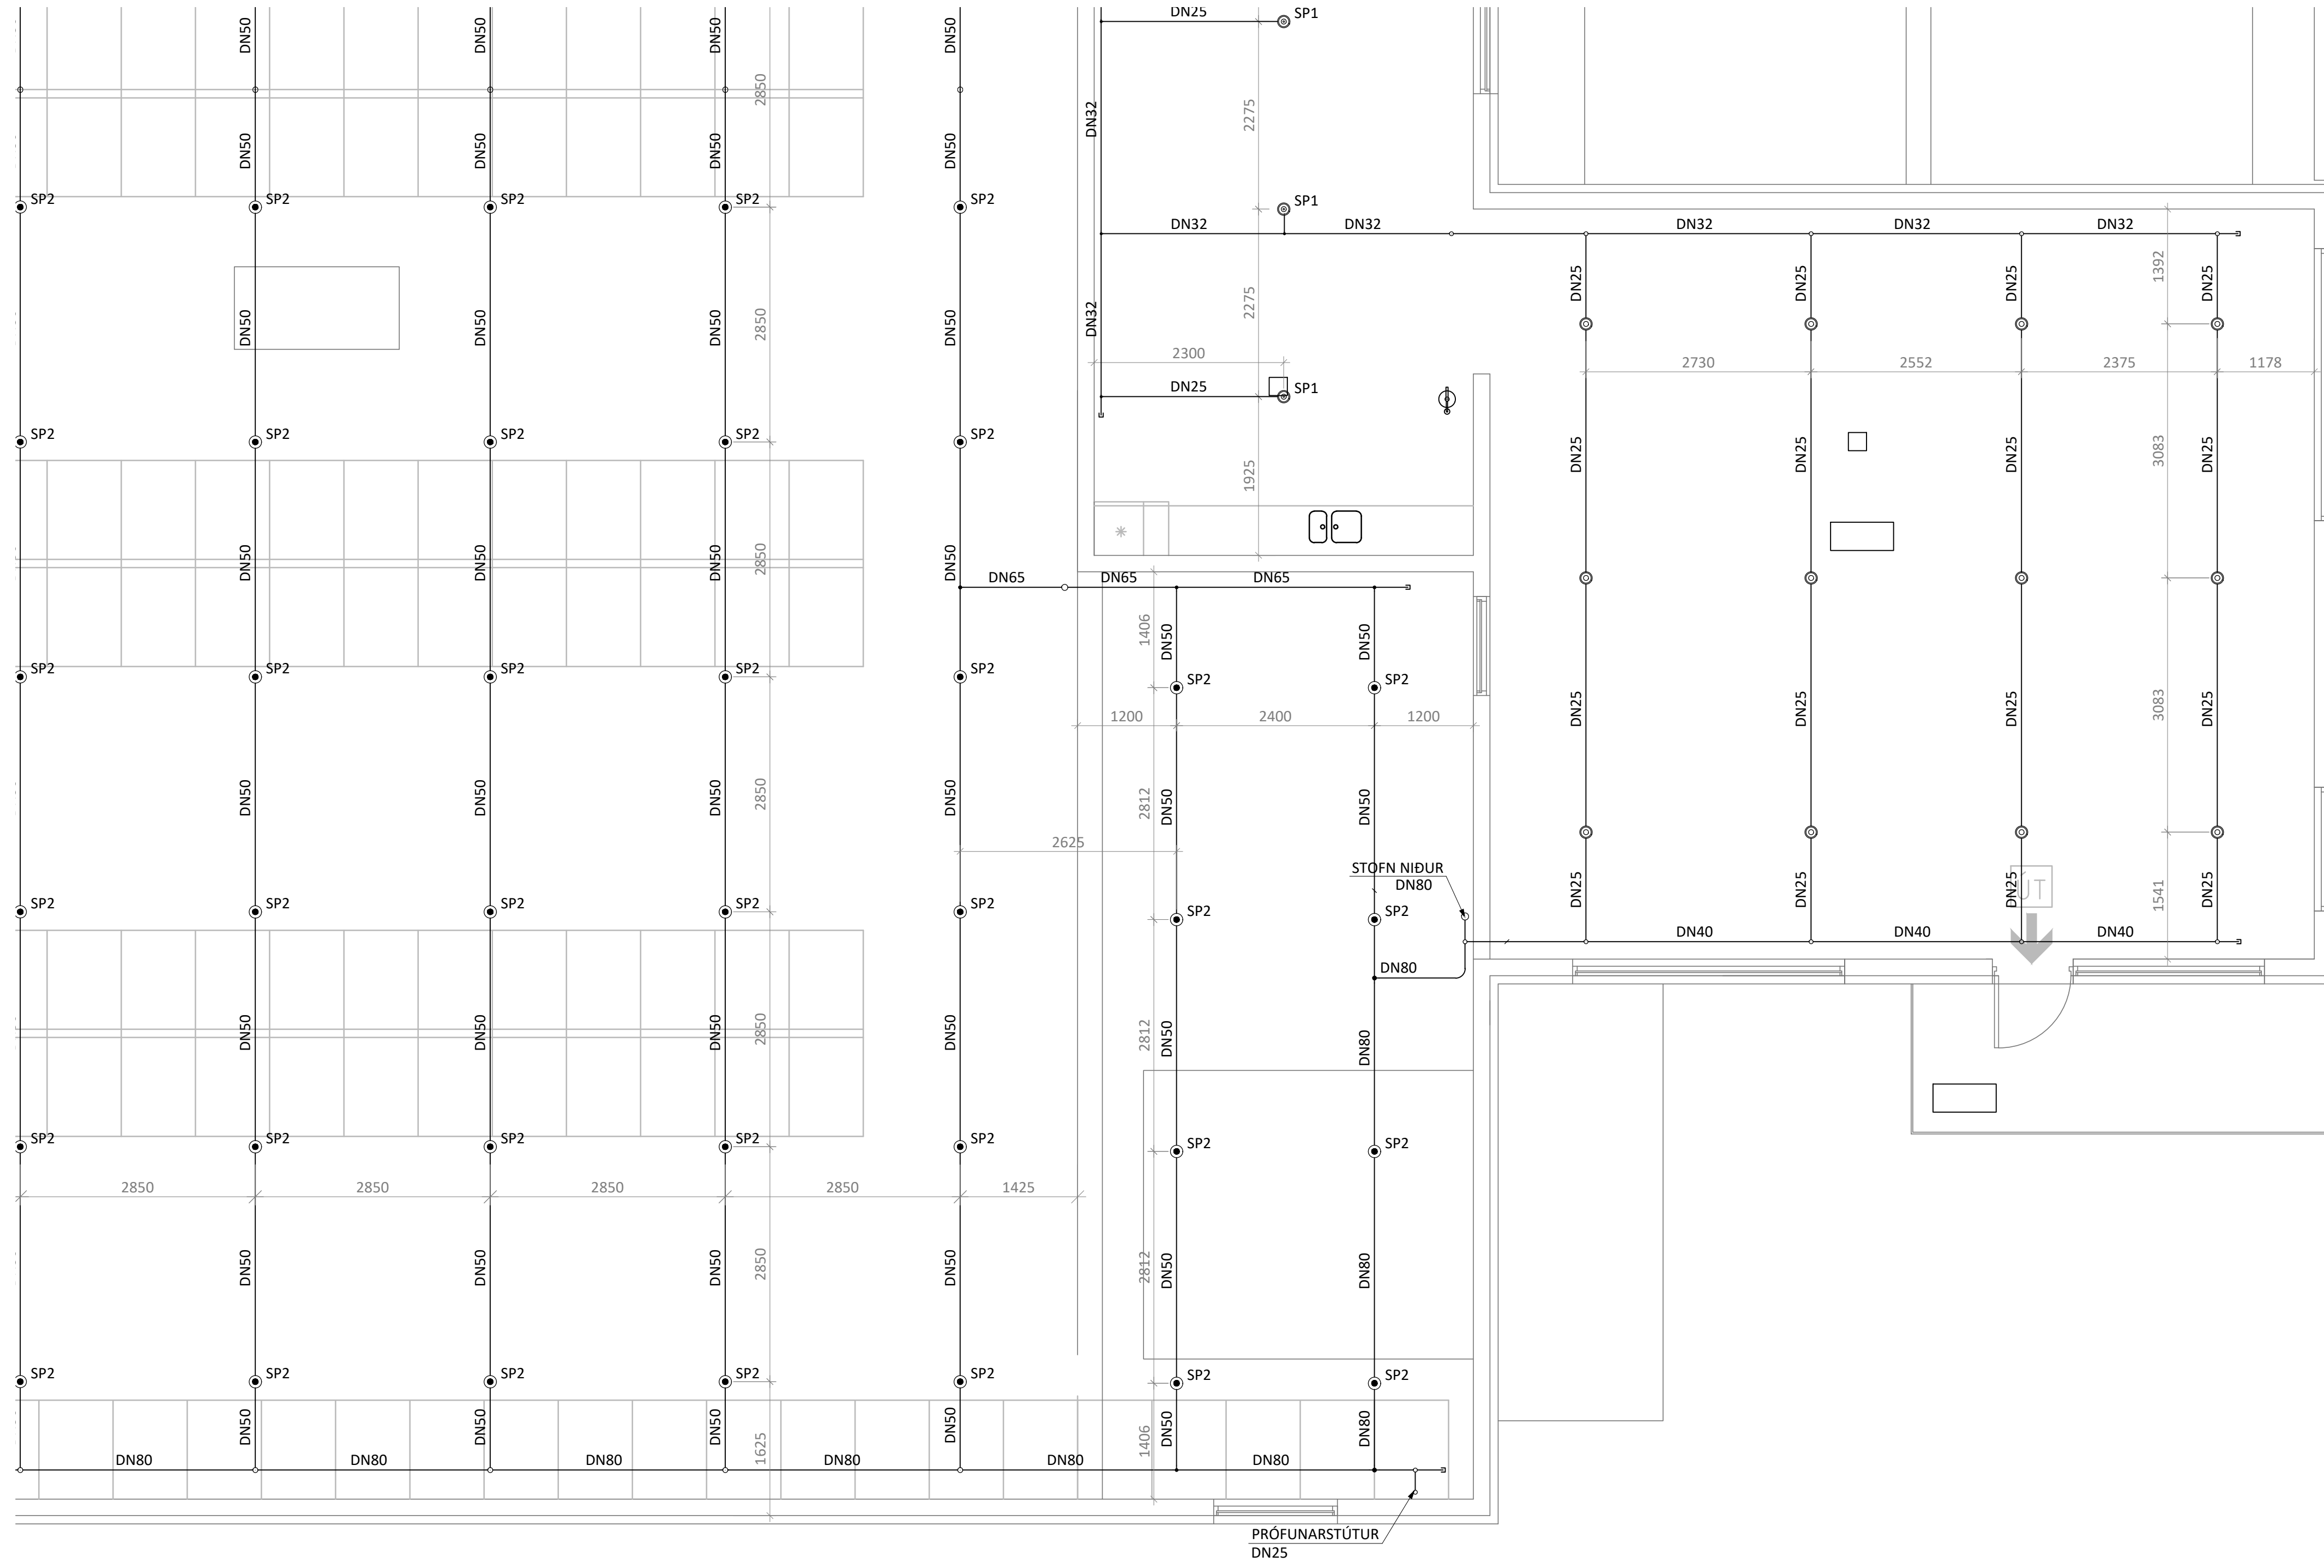 DN25 SP1
DN50 DN50 DN50 DN50
2850
DN32 2275
DN50 DN50 DN50 DN50
SP2 SP2 SP2 SP2 SP2 SP1
DN32 DN32 DN32 DN32 DN32
1392
DN25 DN25 DN25 DN25
DN50 DN50 DN50 2850 DN50 DN32 2275
2300 2730 2552 2375 1178
DN25 SP1
SP2 SP2 SP2 SP2 SP2
1925 DN25 DN25 DN25 3083 DN25
DN50 DN50 DN50 2850 DN50
DN65 DN65 DN65
1406 DN50 DN50
SP2 SP2 SP2 SP2 SP2 SP2 SP2
1200 2400 1200
DN25 DN25 DN25 3083 DN25
DN50 DN50 DN50 2850 DN50 2812 DN50 DN50
2625
STOFN NIÐUR
DN80
DN25 DN25 DN25 ÚT 1541 DN25
SP2 SP2 SP2 SP2 SP2 SP2 SP2
DN40 DN40 DN40
DN80
DN50 DN50 DN50 2850 DN50 2812 DN50 DN80
SP2 SP2 SP2 SP2 SP2 SP2 SP2
2850 2850 2850 2850 1425
DN50 DN50 DN50 2850 DN50 2812 DN50 DN80
SP2 SP2 SP2 SP2 SP2 SP2 SP2
DN50 DN50 DN50 1625 DN50 1406 DN50 DN80
DN80 DN80 DN80 DN80 DN80 DN80
PRÓFUNARSTÚTUR
DN25